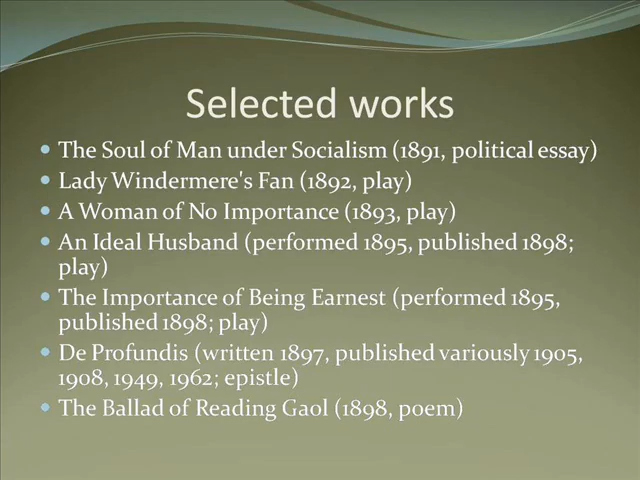 Selected works
The Soul of Man under Socialism (1891, political essay)
Lady Windermere's Fan (1892, play)
A Woman of No Importance (1893, play)
An Ideal Husband (performed 1895, published 1898;
play)
The Importance of Being Earnest (performed 1895,
published 1898; play)
De Profundis (written 1897, published variously 1905,
1908, 1949, 1962; epistle)
The Ballad of Reading Gaol (1898, poem)